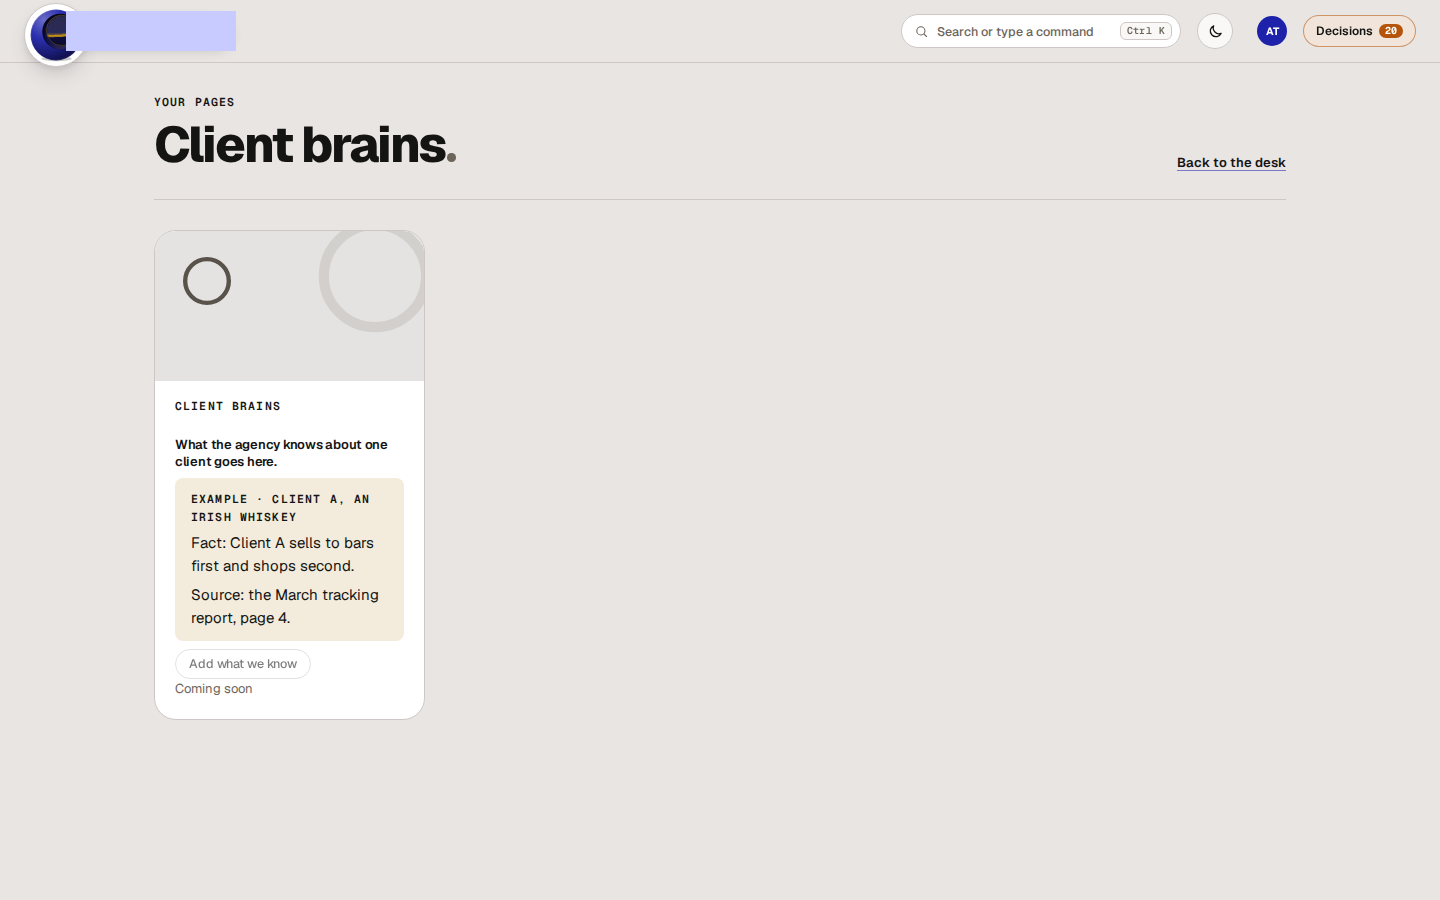 Search or type a command
Ctrl K
AT
Decisions 20
YOUR PAGES
Client brains.
Back to the desk
CLIENT BRAINS
What the agency knows about one
client goes here.
EXAMPLE · CLIENT A, AN
IRISH WHISKEY
Fact: Client A sells to bars
first and shops second.
Source: the March tracking
report, page 4.
Add what we know
Coming soon